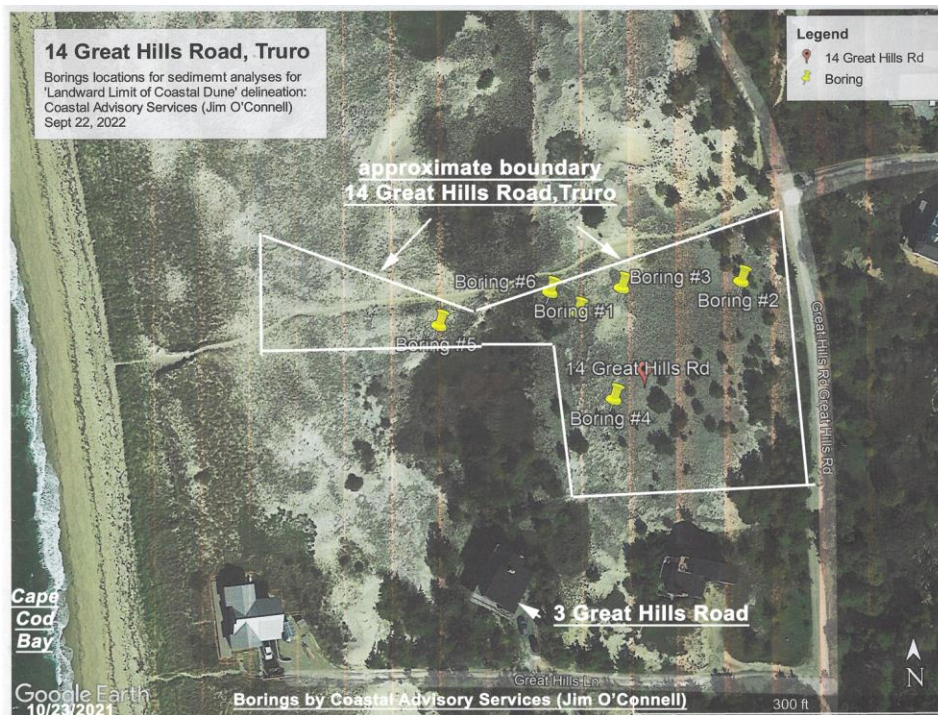 14 Great Hills Road, Truro
Borings locations for sedimemt analyses for
'Landward Limit of Coastal Dune' delineation:
Coastal Advisory Services (Jim O'Connell)
Sept 22, 2022
Legend
14 Great Hills Rd
Boring
approximate boundary
14 Great Hills Road,Truro
Boring #6
Boring #3
Boring #1
Boring #2
Boring #5
14 Great Hills Rd
Boring #4
Great Hills Rd
Great Hills Rd
3 Great Hills Road
Cape
Cod
Bay
Great Hills Ln
N
Google Earth
10/23/2021
Borings by Coastal Advisory Services (Jim O'Connell)
300 ft